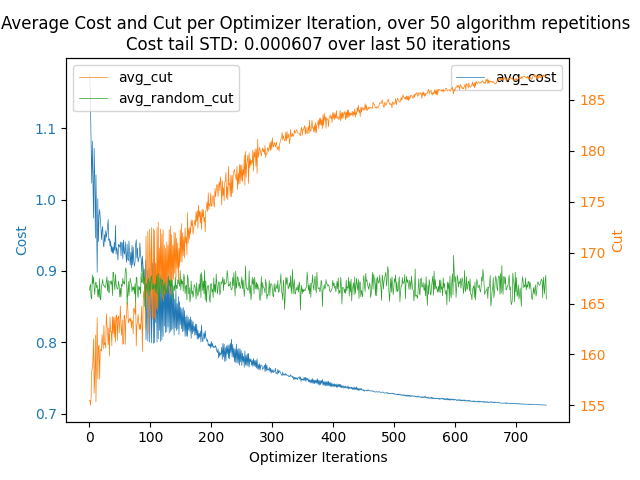 Average Cost and Cut per Optimizer Iteration, over 50 algorithm repetitions
Cost tail STD: 0.000607 over last 50 iterations
avg_cut
avg_random_cut
avg_cost
1.1
1.0
0.9
0.8
0.7
Cost
185
180
175
170
165
160
155
Cut
0 100 200 300 400 500 600 700
Optimizer Iterations